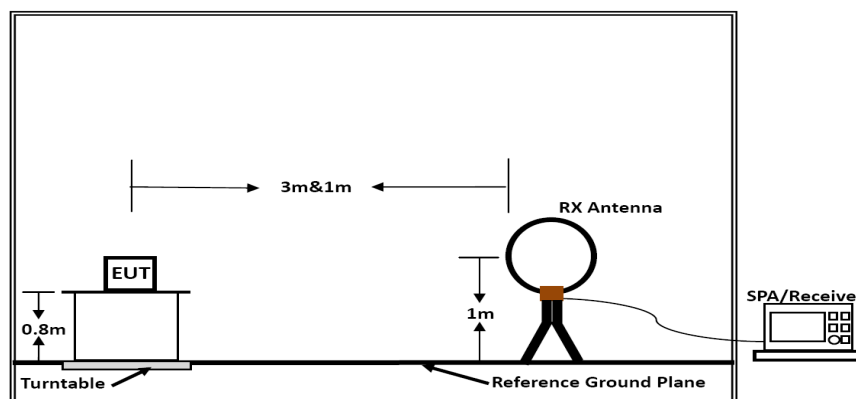 3m&1m
RX Antenna
EUT
1m
0.8m
SPA/Receive
Turntable
Reference Ground Plane